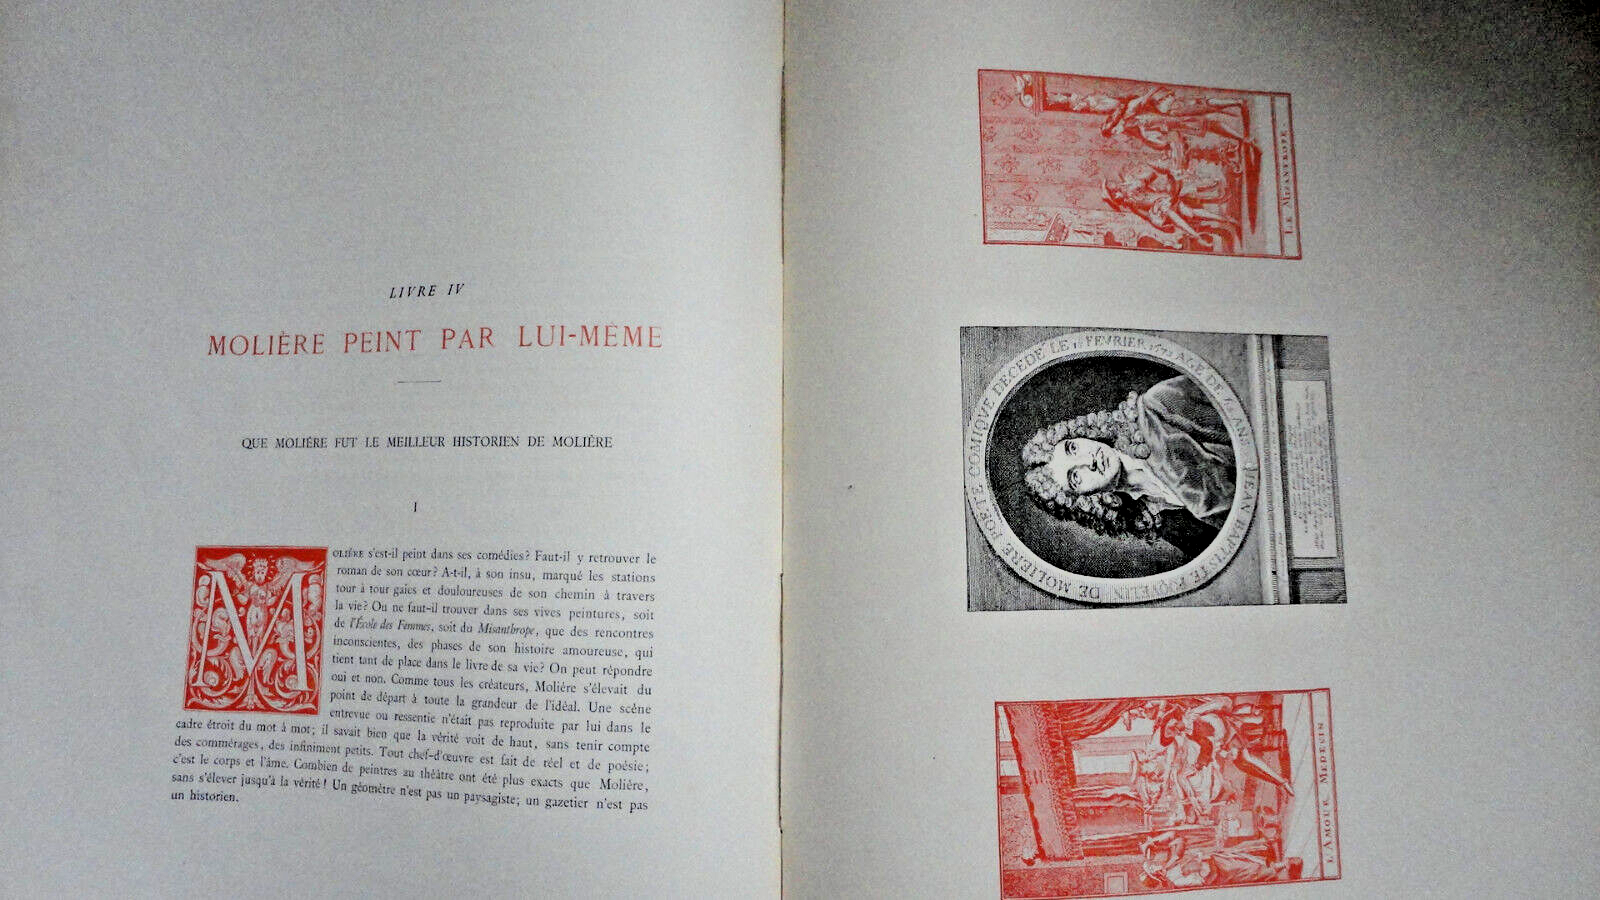 LIVRE IV
MOLIÈRE PEINT PAR LUI-MÊME
QUE MOLIÈRE FUT LE MEILLEUR HISTORIEN DE MOLIÈRE
I
MOLIÈRE s'est-il peint dans ses comédies? Faut-il y retrouver le
roman de son cœur? A-t-il, à son insu, marqué les stations
tour à tour gaies et douloureuses de son chemin à travers
la vie? Ou ne faut-il trouver dans ses vives peintures, soit
de l'École des Femmes, soit du Misanthrope, que des rencontres
inconscientes, des phases de son histoire amoureuse, qui
tient tant de place dans le livre de sa vie? On peut répondre
oui et non. Comme tous les créateurs, Molière s'élevait du
point de départ à toute la grandeur de l'idéal. Une scène
entrevue ou ressentie n'était pas reproduite par lui dans le
cadre étroit du mot à mot; il savait bien que la vérité voit de haut, sans tenir compte
des commérages, des infiniment petits. Tout chef-d'œuvre est fait de réel et de poésie;
c'est le corps et l'âme. Combien de peintres au théâtre ont été plus exacts que Molière,
sans s'élever jusqu'à la vérité! Un géomètre n'est pas un paysagiste; un gazetier n'est pas
un historien.
LE MIZANTROPE
JEAN BAPTISTE POQUELIN DE MOLIERE POETE COMIQUE DECEDE LE FEVRIER AGE DE ANS
L'AMOUR MEDECIN